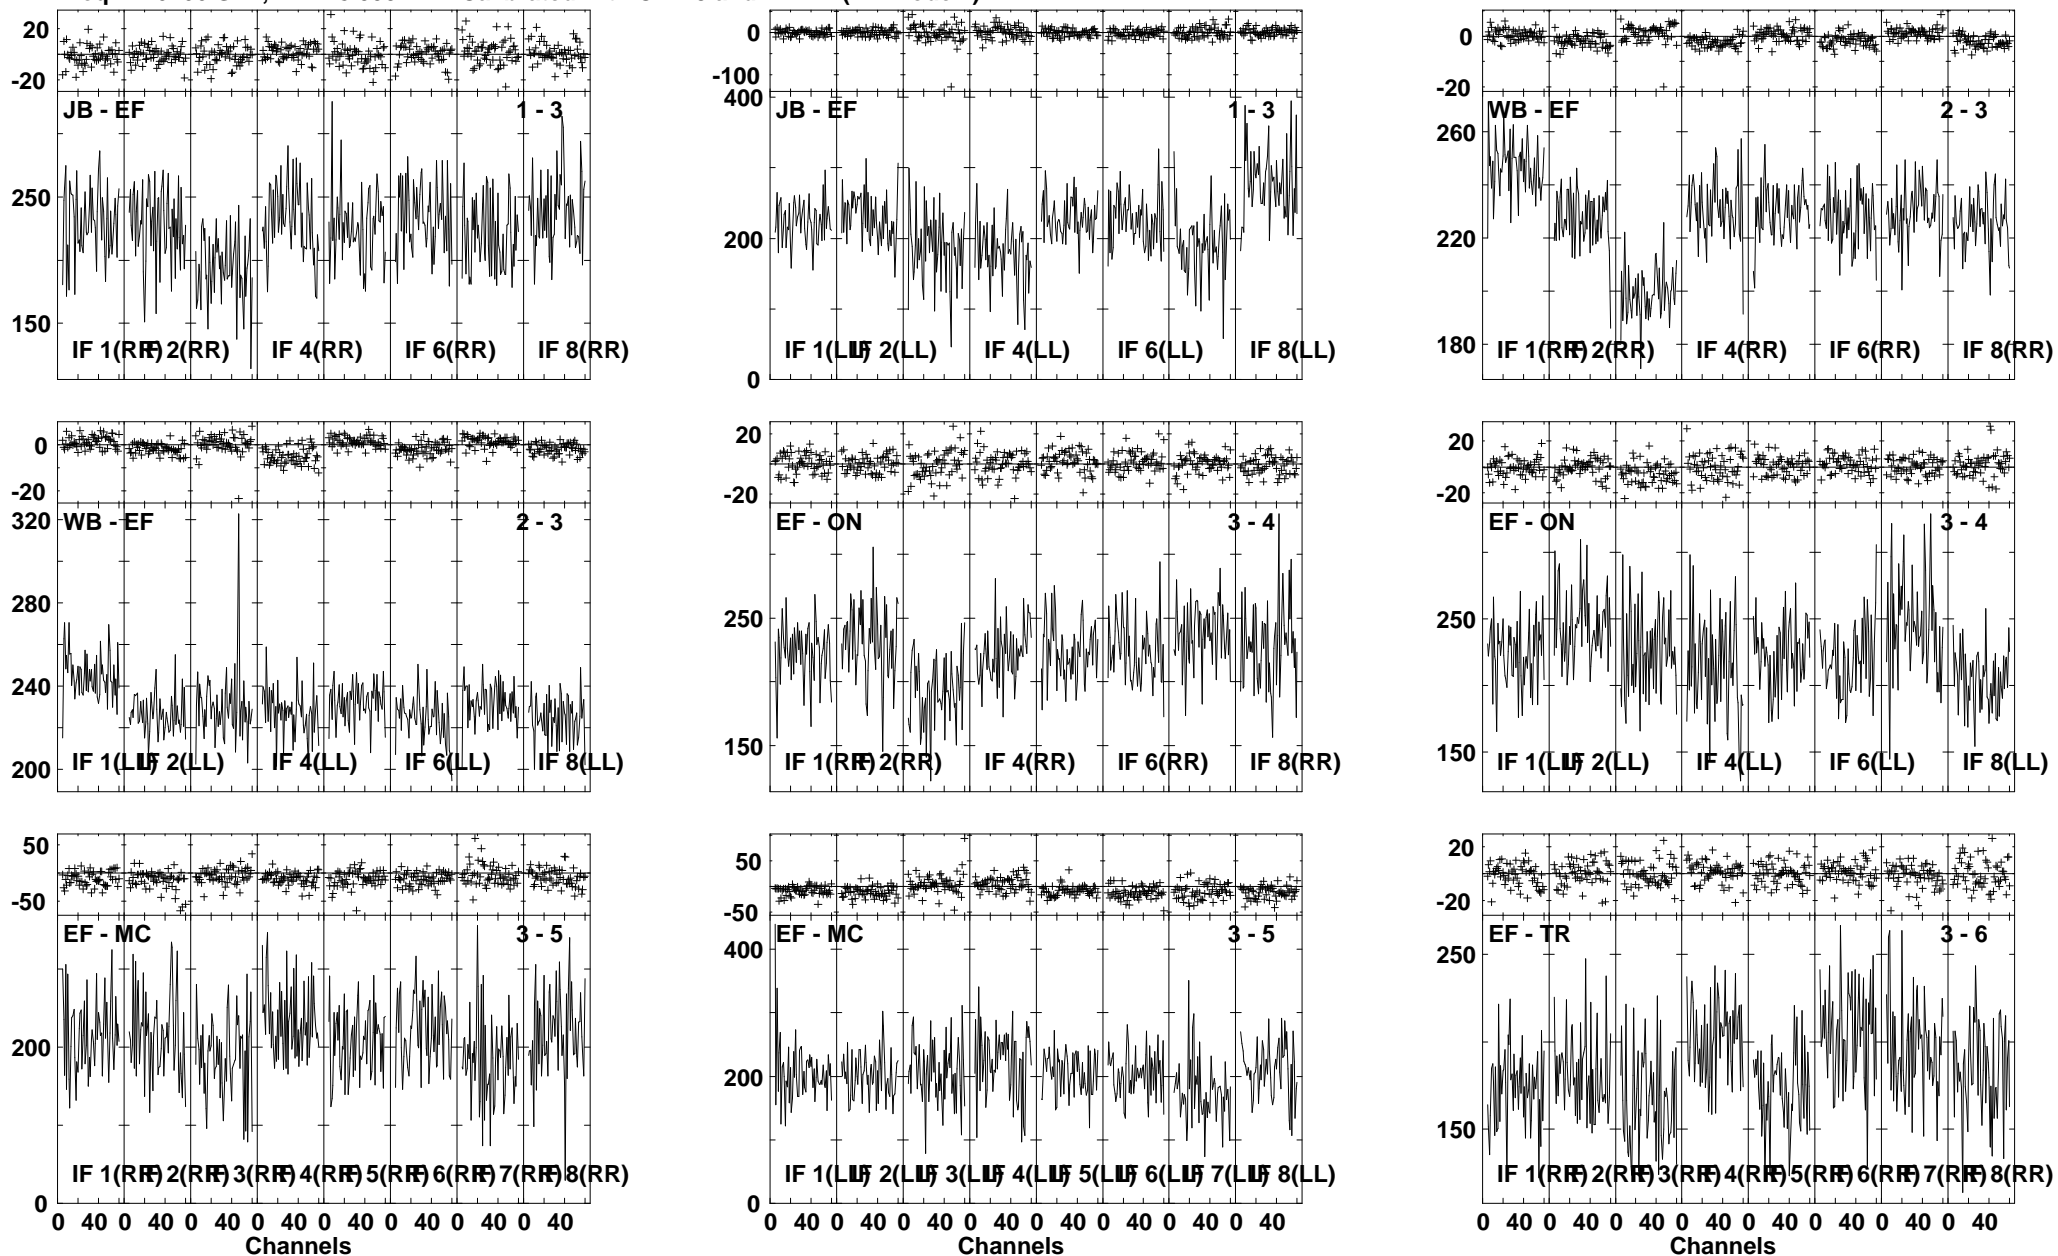 20
-20
JB - EF 1 - 3
250
150
IF 1(RR) IF 2(RR) IF 4(RR) IF 6(RR) IF 8(RR)
0
-100
400
JB - EF 1 - 3
200
IF 1(LL) IF 2(LL) IF 4(LL) IF 6(LL) IF 8(LL)
0
0
-20
WB - EF 2 - 3
260
220
180
IF 1(RR) IF 2(RR) IF 4(RR) IF 6(RR) IF 8(RR)
0
-20
320
WB - EF 2 - 3
280
240
200
IF 1(LL) IF 2(LL) IF 4(LL) IF 6(LL) IF 8(LL)
20
-20
EF - ON 3 - 4
250
150
IF 1(RR) IF 2(RR) IF 4(RR) IF 6(RR) IF 8(RR)
20
-20
EF - ON 3 - 4
250
150
IF 1(LL) IF 2(LL) IF 4(LL) IF 6(LL) IF 8(LL)
50
-50
EF - MC 3 - 5
200
IF 1(RR) IF 2(RR) IF 3(RR) IF 4(RR) IF 5(RR) IF 6(RR) IF 7(RR) IF 8(RR)
0
0 40 0 40 0 40 0 40 0 40 0 40 0 40 0 40
Channels
50
-50
EF - MC 3 - 5
400
200
IF 1(LL) IF 2(LL) IF 3(LL) IF 4(LL) IF 5(LL) IF 6(LL) IF 7(LL) IF 8(LL)
0
0 40 0 40 0 40 0 40 0 40 0 40 0 40 0 40
Channels
20
-20
EF - TR 3 - 6
250
150
IF 1(RR) IF 2(RR) IF 3(RR) IF 4(RR) IF 5(RR) IF 6(RR) IF 7(RR) IF 8(RR)
0 40 0 40 0 40 0 40 0 40 0 40 0 40 0 40
Channels